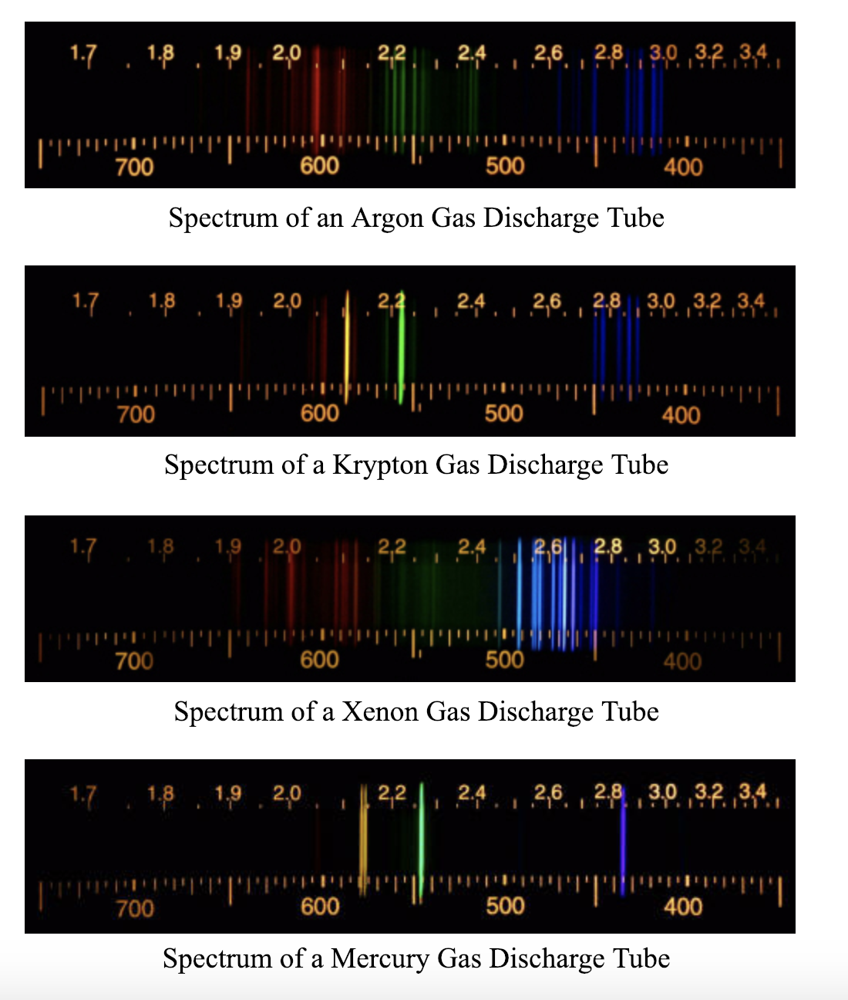 1.7 1.8 1.9 2.0 2.2 2.4 2.6 2.8 3.0 3.2 3.4
700 600 500 400
Spectrum of an Argon Gas Discharge Tube
1.7 1.8 1.9 2.0 2.2 2.4 2.6 2.8 3.0 3.2 3.4
700 600 500 400
Spectrum of a Krypton Gas Discharge Tube
1.7 1.8 1.9 2.0 2.2 2.4 2.6 2.8 3.0 3.2 3.4
700 600 500 400
Spectrum of a Xenon Gas Discharge Tube
1.7 1.8 1.9 2.0 2.2 2.4 2.6 2.8 3.0 3.2 3.4
700 600 500 400
Spectrum of a Mercury Gas Discharge Tube